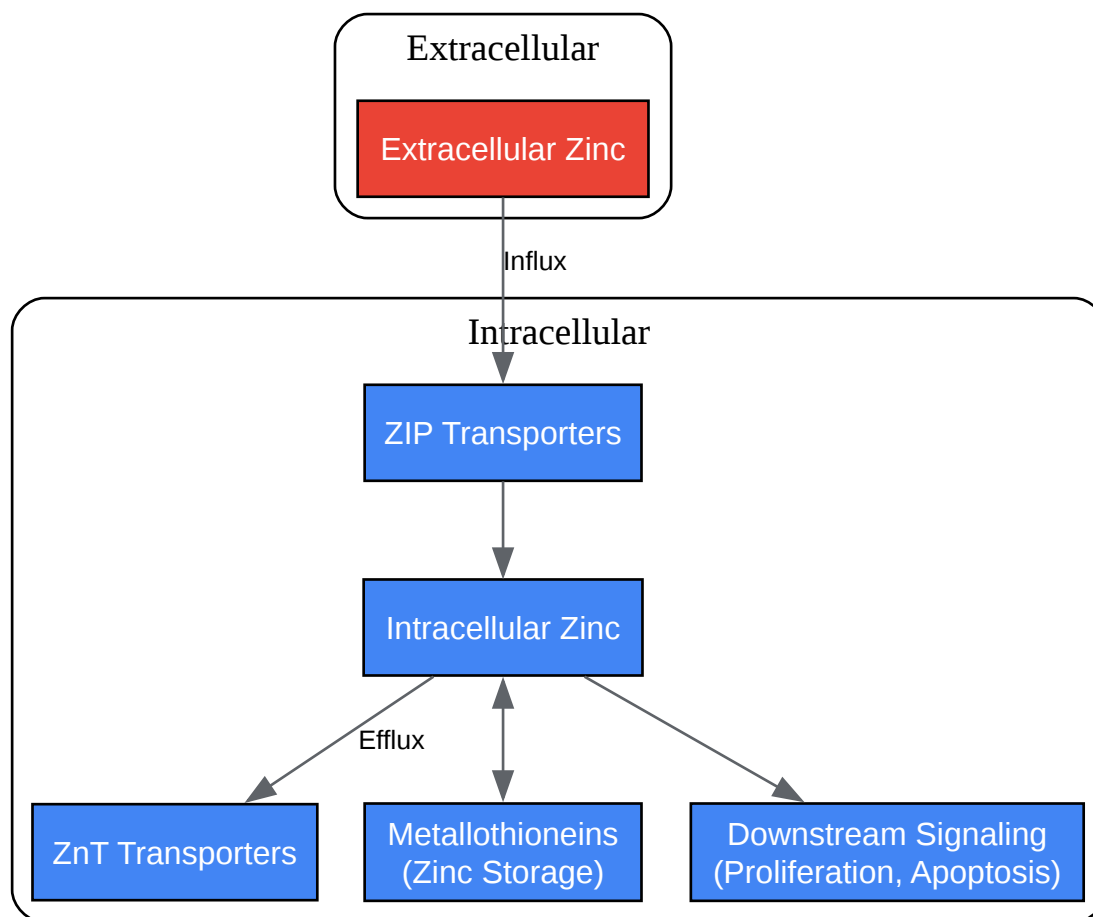 Extracellular
Extracellular Zinc
Influx
Intracellular
ZIP Transporters
Intracellular Zinc
Efflux
ZnT Transporters
Metallothioneins
(Zinc Storage)
Downstream Signaling
(Proliferation, Apoptosis)